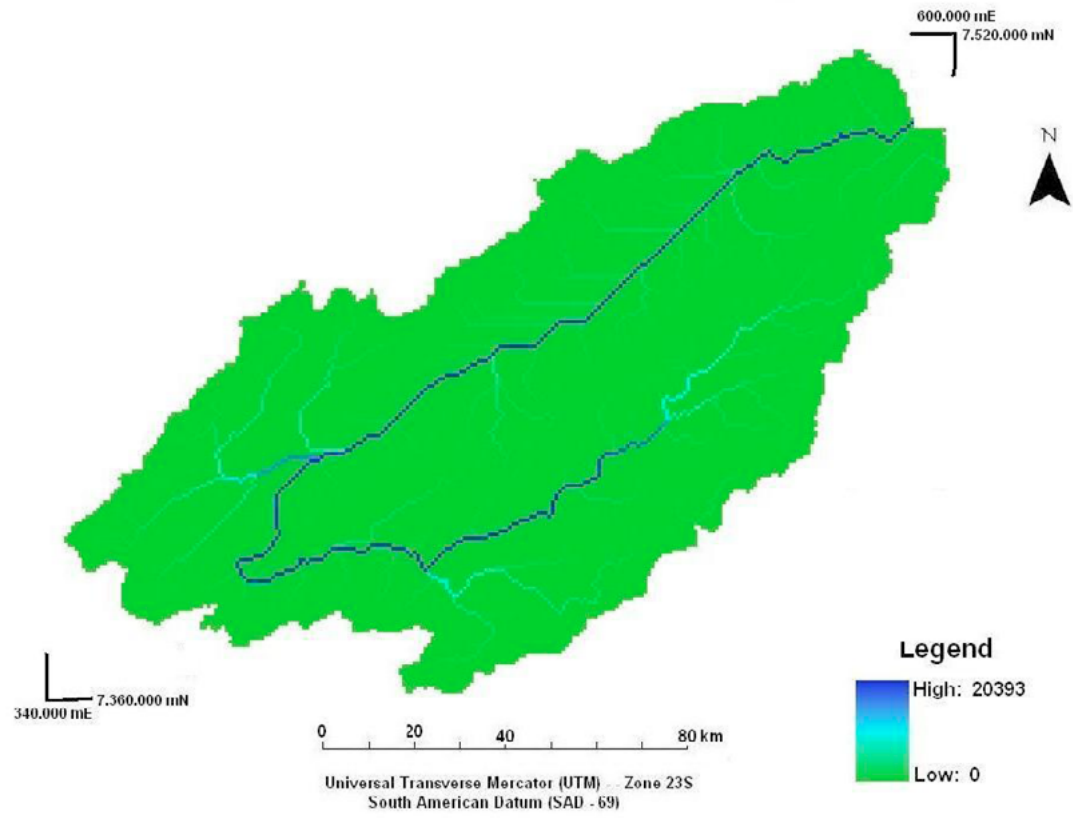 600.000 mE
7.520.000 mN
N
Legend
High: 20393
Low: 0
7.360.000 mN
340.000 mE
0 20 40 80 km
Universal Transverse Mercator (UTM) - - Zone 23S
South American Datum (SAD - 69)